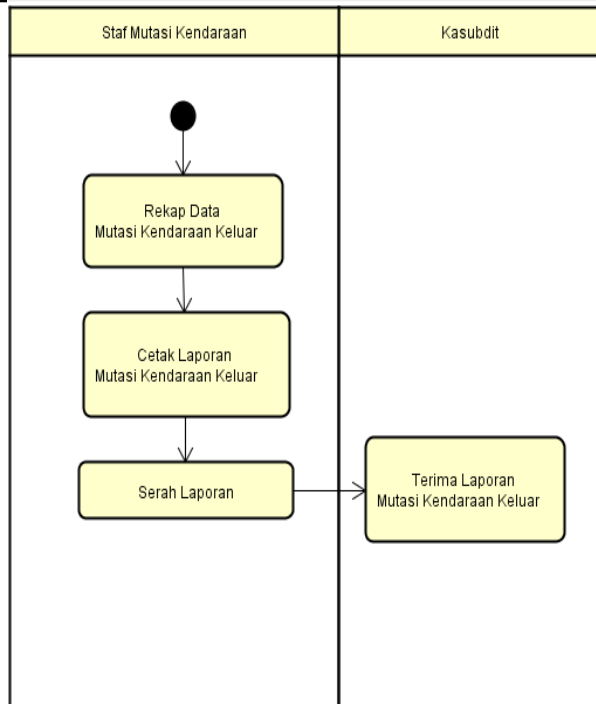 Staf Mutasi Kendaraan
Kasubdit
Rekap Data
Mutasi Kendaraan Keluar
Cetak Laporan
Mutasi Kendaraan Keluar
Serah Laporan
Terima Laporan
Mutasi Kendaraan Keluar